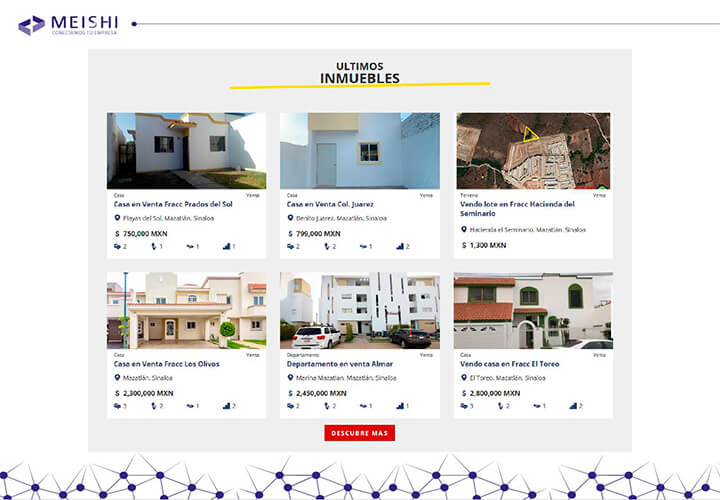 MEISHI
CONECTAMOS TU EMPRESA
ULTIMOS
INMUEBLES
Casa Venta
Casa en Venta Fracc Prados del Sol
Playas del Sol, Mazatlán, Sinaloa
$ 750,000 MXN
2 1 1 1
Casa Venta
Casa en Venta Col. Juarez
Benito Juarez, Mazatlán, Sinaloa
$ 799,000 MXN
2 2 1 2
Terreno Venta
Vendo lote en Fracc Hacienda del
Seminario
Hacienda el Seminario, Mazatlán, Sinaloa
$ 1,300 MXN
Casa Venta
Casa en Venta Fracc Los Olivos
Mazatlán, Sinaloa
$ 2,300,000 MXN
3 2 1 2
Departamento Venta
Departamento en venta Almar
Marina Mazatlan, Mazatlán, Sinaloa
$ 2,450,000 MXN
2 2 1 1
Casa Venta
Vendo casa en Fracc El Toreo
El Toreo, Mazatlán, Sinaloa
$ 2,800,000 MXN
3 2 1 2
DESCUBRE MÁS